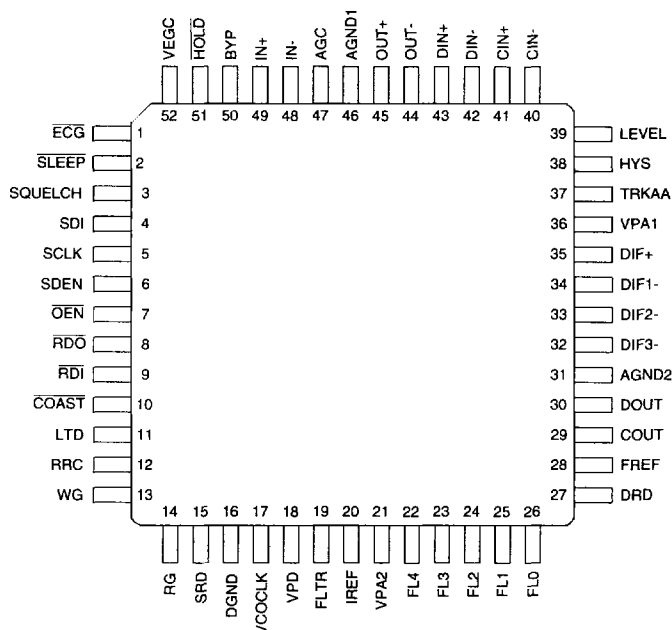 VEGC
HOLD
BYP
IN+
IN-
AGC
AGND1
OUT+
OUT-
DIN+
DIN-
CIN+
CIN-
52 51 50 49 48 47 46 45 44 43 42 41 40
ECG 1
SLEEP 2
SQUELCH 3
SDI 4
SCLK 5
SDEN 6
OEN 7
RDO 8
RDI 9
COAST 10
LTD 11
RRC 12
WG 13
39 LEVEL
38 HYS
37 TRKAA
36 VPA1
35 DIF+
34 DIF1-
33 DIF2-
32 DIF3-
31 AGND2
30 DOUT
29 COUT
28 FREF
27 DRD
14 15 16 17 18 19 20 21 22 23 24 25 26
RG
SRD
DGND
VCOCLK
VPD
FLTR
IREF
VPA2
FL4
FL3
FL2
FL1
FL0